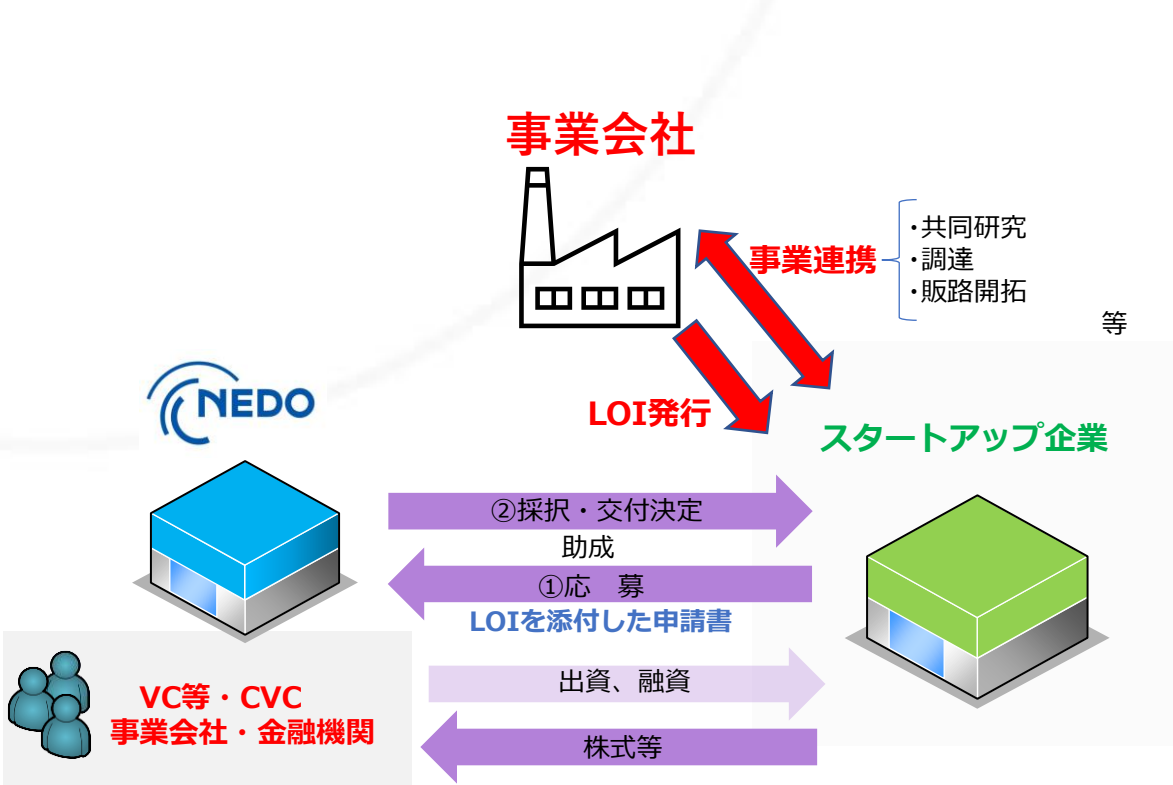 事業会社
事業連携
・共同研究
・調達
・販路開拓
等
NEDO
LOI発行
スタートアップ企業
②採択・交付決定
助成
①応　募
LOIを添付した申請書
VC等・CVC
事業会社・金融機関
出資、融資
株式等